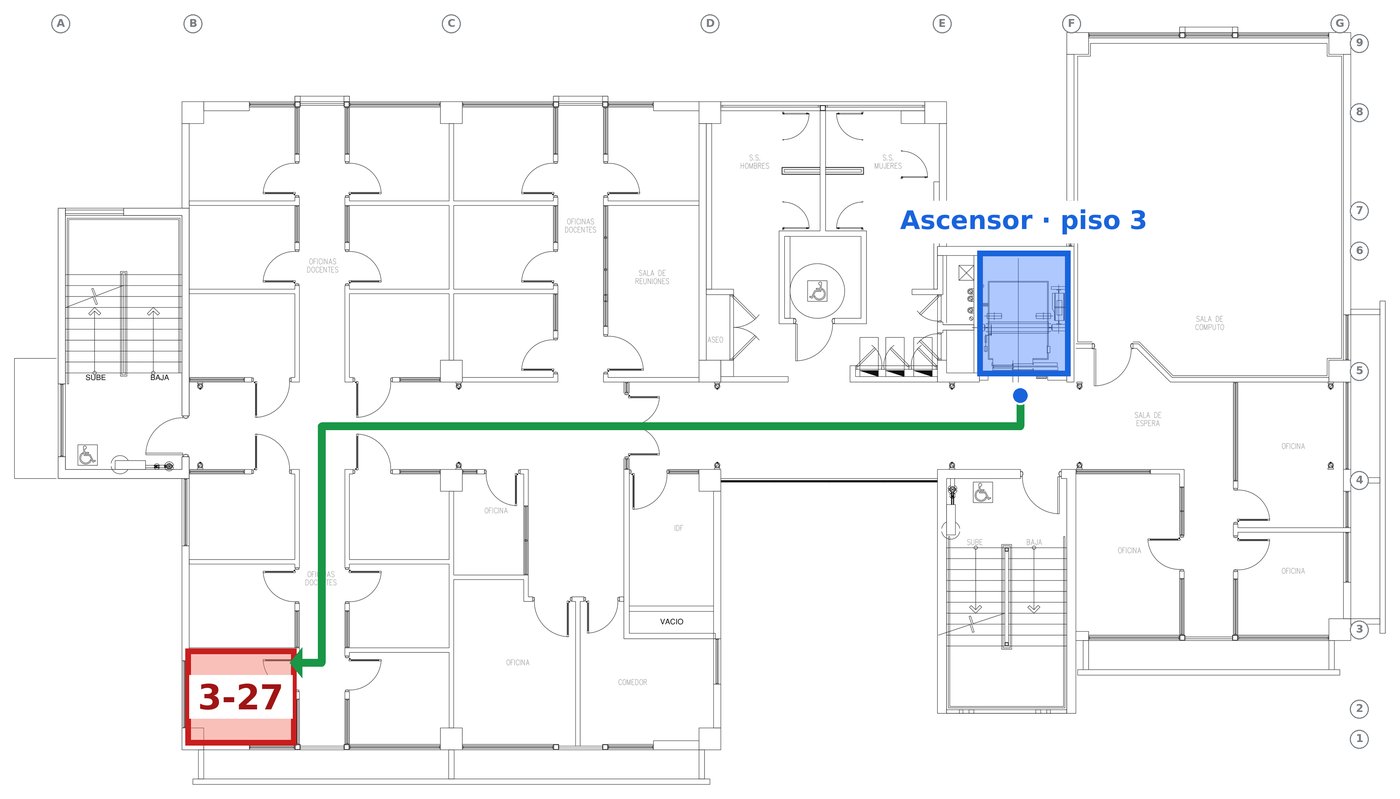 A
B
C
D
E
F
G
9
8
S.S.
HOMBRES
S.S.
MUJERES
7
Ascensor · piso 3
OFICINAS
DOCENTES
6
OFICINAS
DOCENTES
SALA DE
REUNIONES
SALA DE
COMPUTO
ASEO
5
SUBE
BAJA
SALA DE
ESPERA
OFICINA
4
OFICINA
IDF
SUBE
BAJA
OFICINA
OFICINA
OFICINAS
DOCENTES
VACIO
3
OFICINA
COMEDOR
3-27
2
1